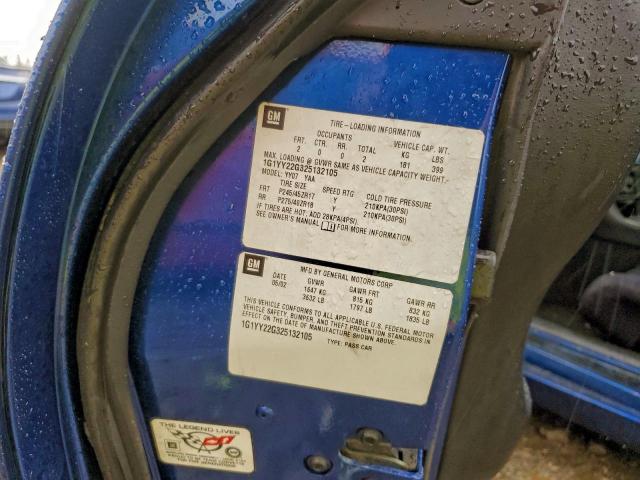 GM
TIRE-LOADING INFORMATION
OCCUPANTS VEHICLE CAP. WT.
FRT. CTR. RR. TOTAL KG LBS
2 0 0 2 181 399
MAX. LOADING @ GVWR SAME AS VEHICLE CAPACITY WEIGHT.
1G1YY22G325132105
MODEL: YY07 YAA
TIRE SIZE SPEED RTG COLD TIRE PRESSURE
FRT P245/45ZR17 Y 210KPA(30PSI)
RR P275/40ZR18 Y 210KPA(30PSI)
IF TIRES ARE HOT, ADD 28KPA(4PSI).
SEE OWNER'S MANUAL FOR MORE INFORMATION.
GM
MFD BY GENERAL MOTORS CORP
DATE GVWR GAWR FRT GAWR RR
05/02 1647 KG 815 KG 832 KG
3632 LB 1797 LB 1835 LB
THIS VEHICLE CONFORMS TO ALL APPLICABLE U.S. FEDERAL MOTOR
VEHICLE SAFETY, BUMPER, AND THEFT PREVENTION STANDARDS IN
EFFECT ON THE DATE OF MANUFACTURE SHOWN ABOVE.
1G1YY22G325132105
TYPE: PASS CAR
THE LEGEND LIVES